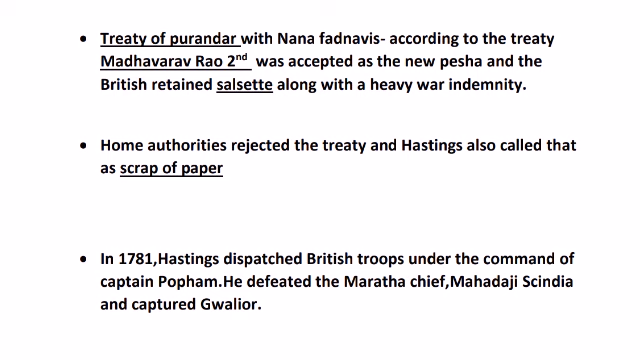 • Treaty of purandar with Nana fadnavis- according to the treaty
Madhavarav Rao 2nd was accepted as the new pesha and the
British retained salsette along with a heavy war indemnity.
• Home authorities rejected the treaty and Hastings also called that
as scrap of paper
• In 1781,Hastings dispatched British troops under the command of
captain Popham.He defeated the Maratha chief,Mahadaji Scindia
and captured Gwalior.